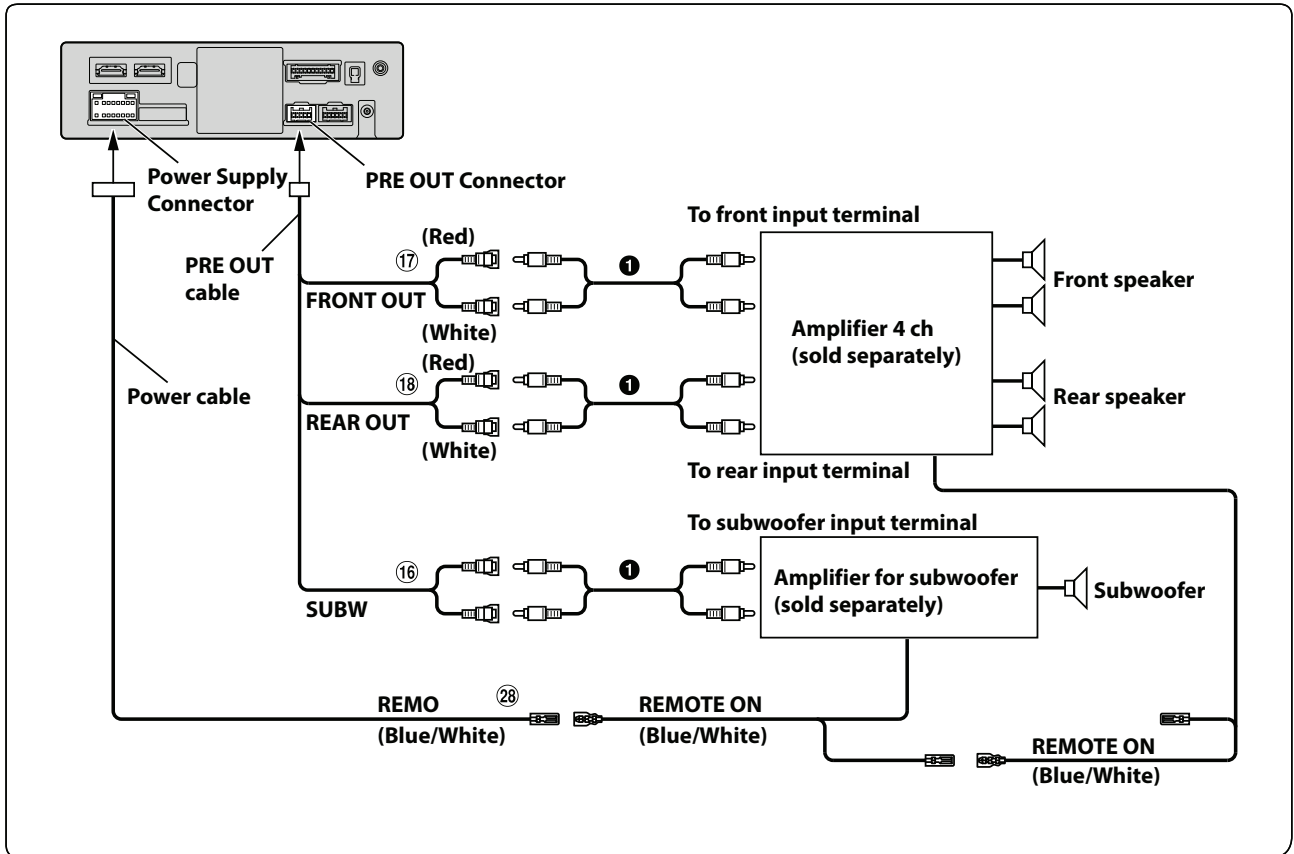 Power Supply
Connector
PRE OUT Connector
PRE OUT
cable
Power cable
(Red)
⑰
FRONT OUT
(White)
❶
To front input terminal
Amplifier 4 ch
(sold separately)
Front speaker
(Red)
⑱
REAR OUT
(White)
❶
To rear input terminal
Rear speaker
⑯
SUBW
❶
To subwoofer input terminal
Amplifier for subwoofer
(sold separately)
Subwoofer
REMO
㉘
(Blue/White)
REMOTE ON
(Blue/White)
REMOTE ON
(Blue/White)